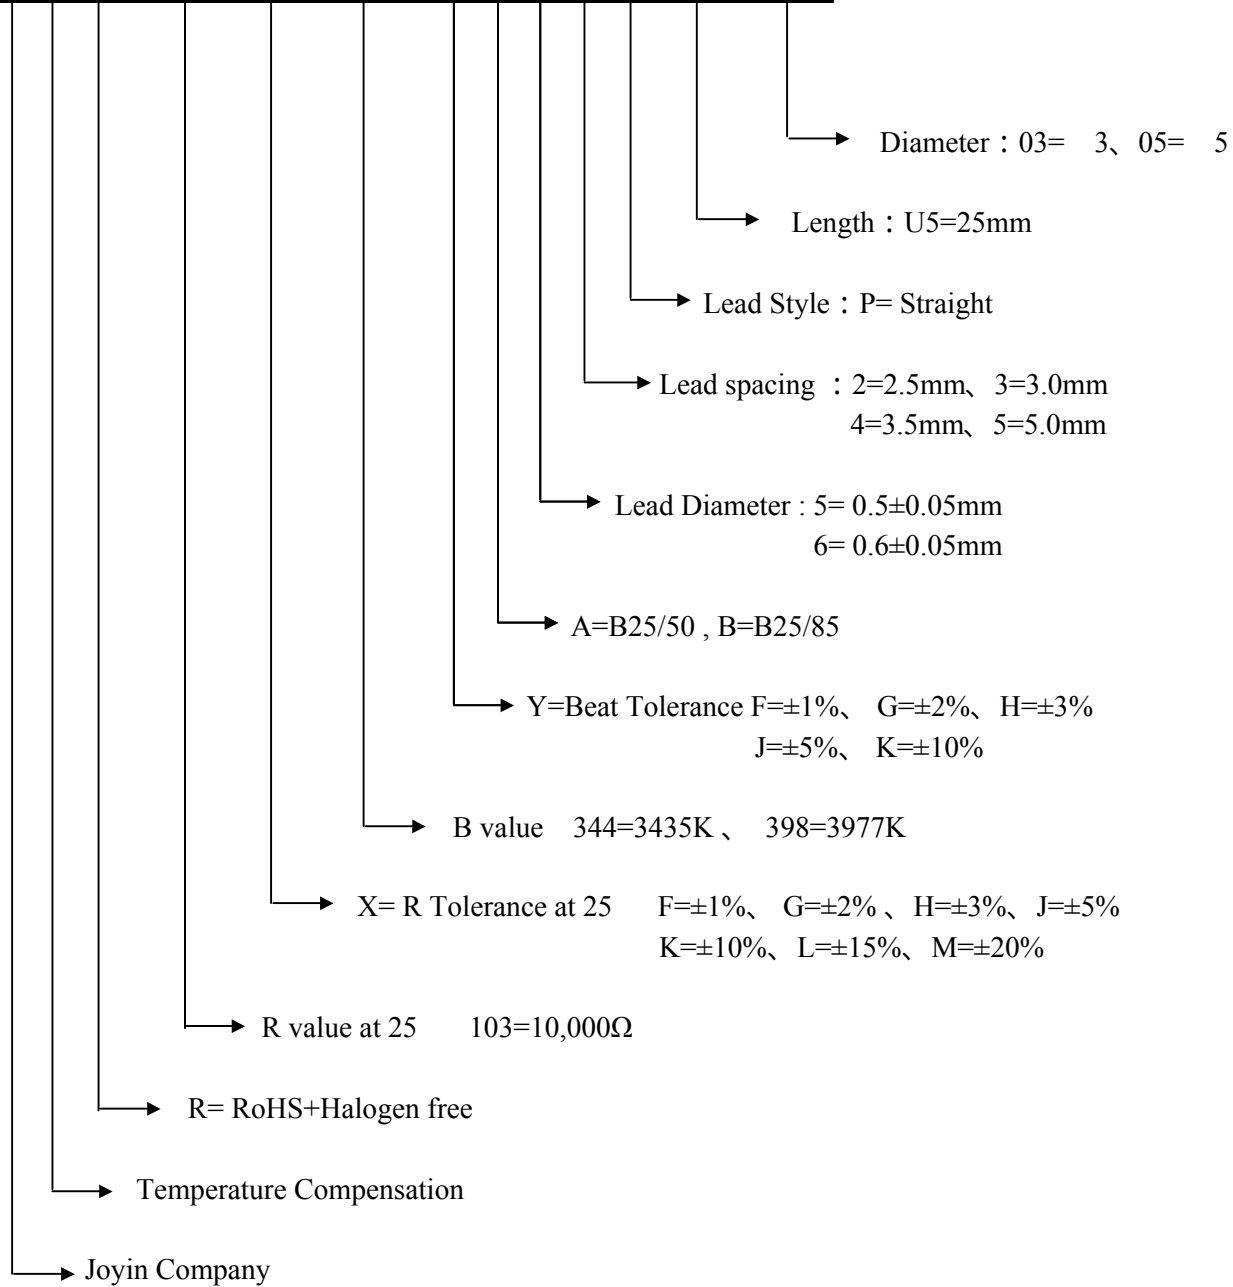 Diameter：03= 3、05= 5
Length：U5=25mm
Lead Style：P= Straight
Lead spacing ：2=2.5mm、3=3.0mm
4=3.5mm、5=5.0mm
Lead Diameter : 5= 0.5±0.05mm
6= 0.6±0.05mm
A=B25/50 , B=B25/85
Y=Beat Tolerance F=±1%、 G=±2%、H=±3%
J=±5%、 K=±10%
B value 344=3435K 、 398=3977K
X= R Tolerance at 25 F=±1%、 G=±2% 、H=±3%、J=±5%
K=±10%、L=±15%、M=±20%
R value at 25 103=10,000Ω
R= RoHS+Halogen free
Temperature Compensation
Joyin Company